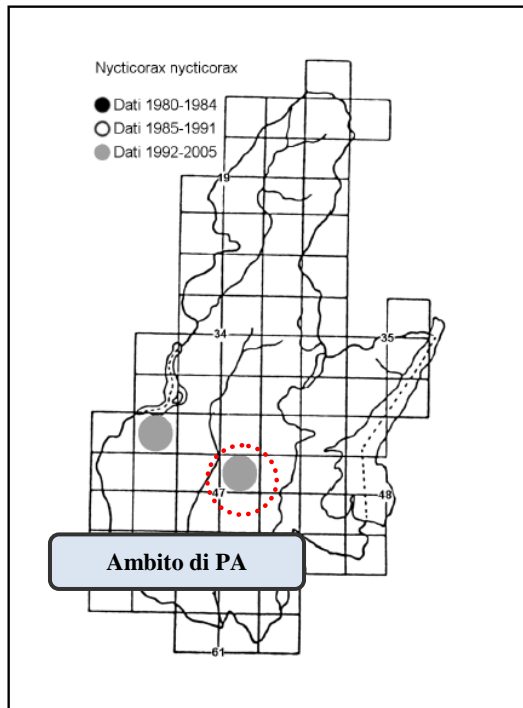 Nycticorax nycticorax
Dati 1980-1984
Dati 1985-1991
Dati 1992-2005
19
34
35
47
48
Ambito di PA
61